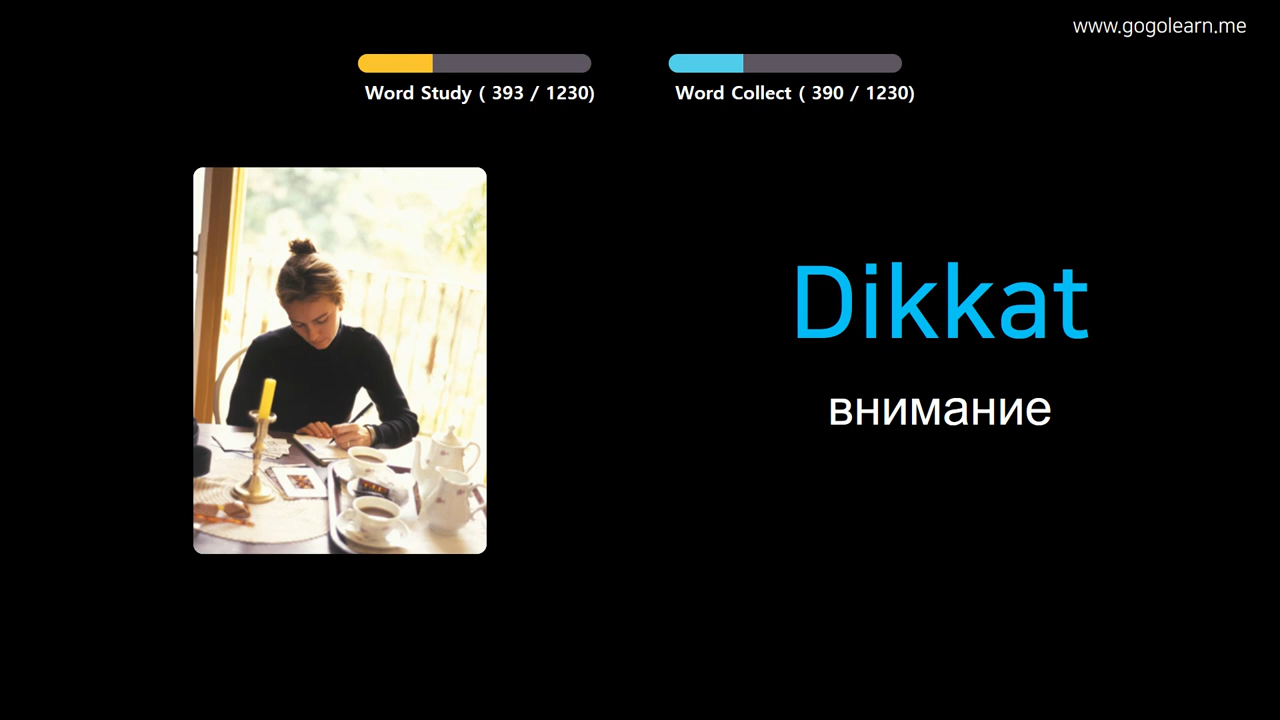 www.gogolearn.me
Word Study ( 393 / 1230)
Word Collect ( 390 / 1230)
Dikkat
внимание